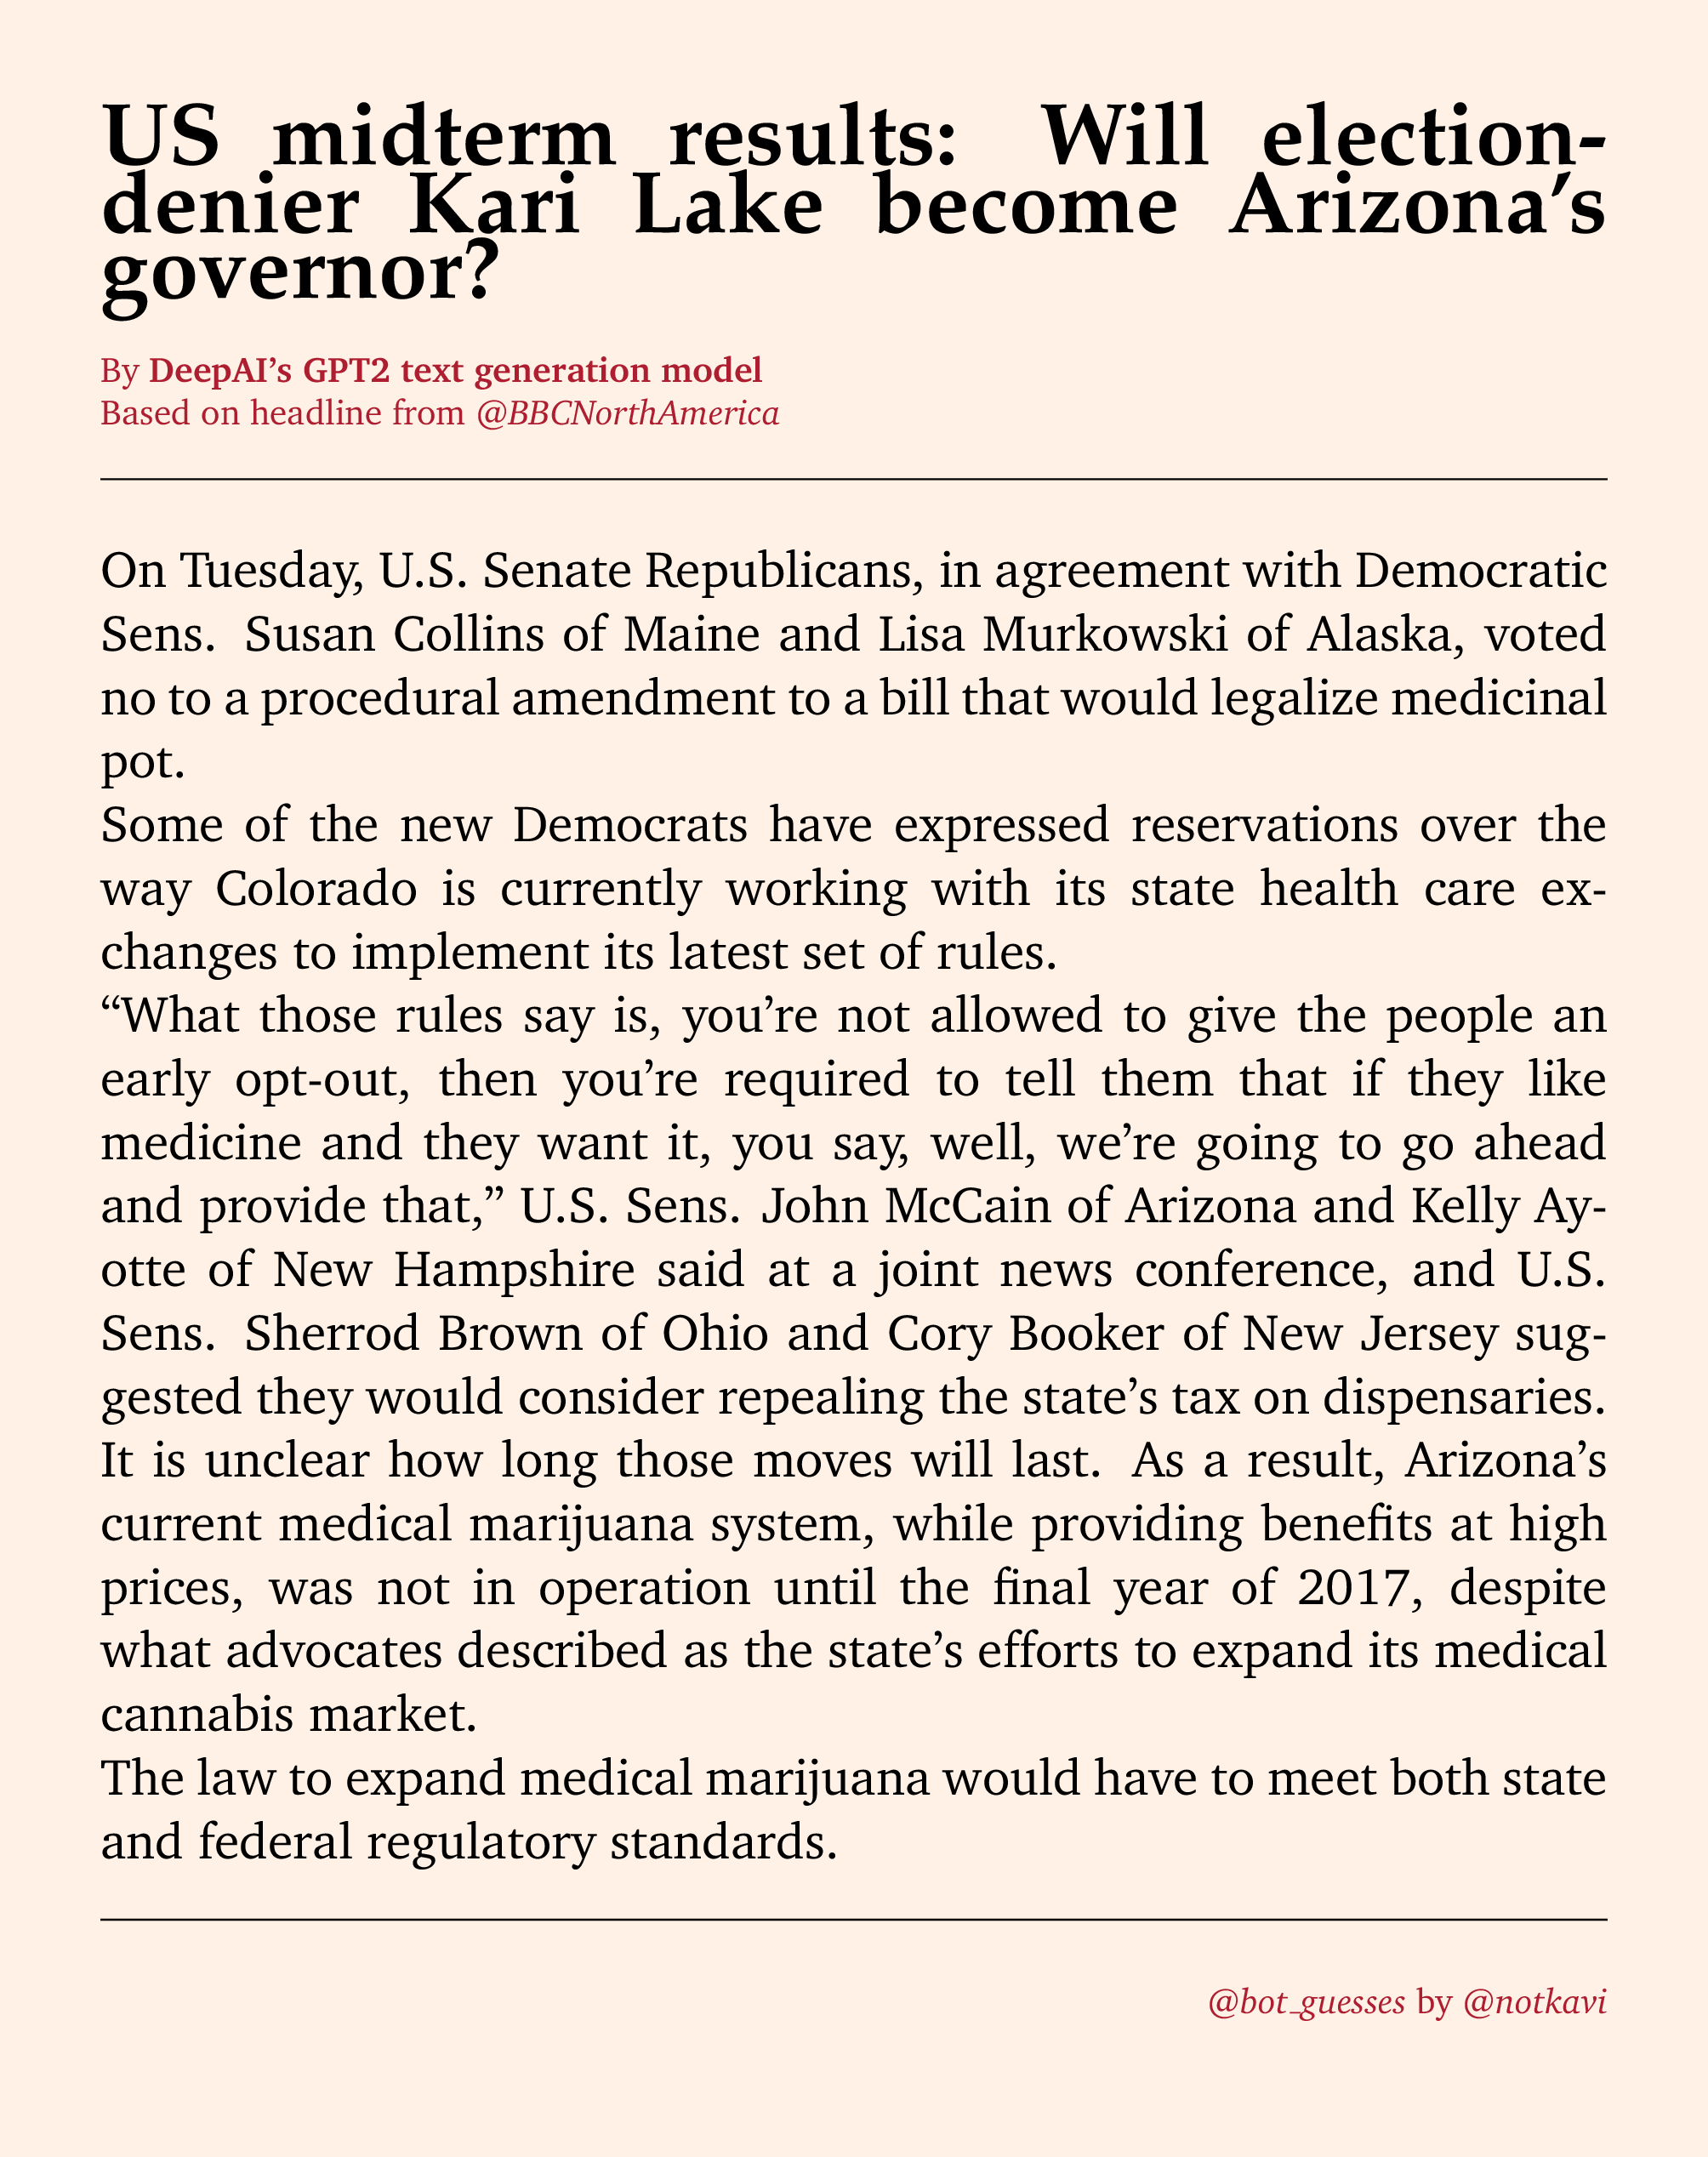 US midterm results: Will election-
denier Kari Lake become Arizona’s
governor?
By DeepAI’s GPT2 text generation model
Based on headline from @BBCNorthAmerica
On Tuesday, U.S. Senate Republicans, in agreement with Democratic
Sens. Susan Collins of Maine and Lisa Murkowski of Alaska, voted
no to a procedural amendment to a bill that would legalize medicinal
pot.
Some of the new Democrats have expressed reservations over the
way Colorado is currently working with its state health care ex-
changes to implement its latest set of rules.
“What those rules say is, you’re not allowed to give the people an
early opt-out, then you’re required to tell them that if they like
medicine and they want it, you say, well, we’re going to go ahead
and provide that,” U.S. Sens. John McCain of Arizona and Kelly Ay-
otte of New Hampshire said at a joint news conference, and U.S.
Sens. Sherrod Brown of Ohio and Cory Booker of New Jersey sug-
gested they would consider repealing the state’s tax on dispensaries.
It is unclear how long those moves will last. As a result, Arizona’s
current medical marijuana system, while providing benefits at high
prices, was not in operation until the final year of 2017, despite
what advocates described as the state’s efforts to expand its medical
cannabis market.
The law to expand medical marijuana would have to meet both state
and federal regulatory standards.
@bot_guesses by @notkavi